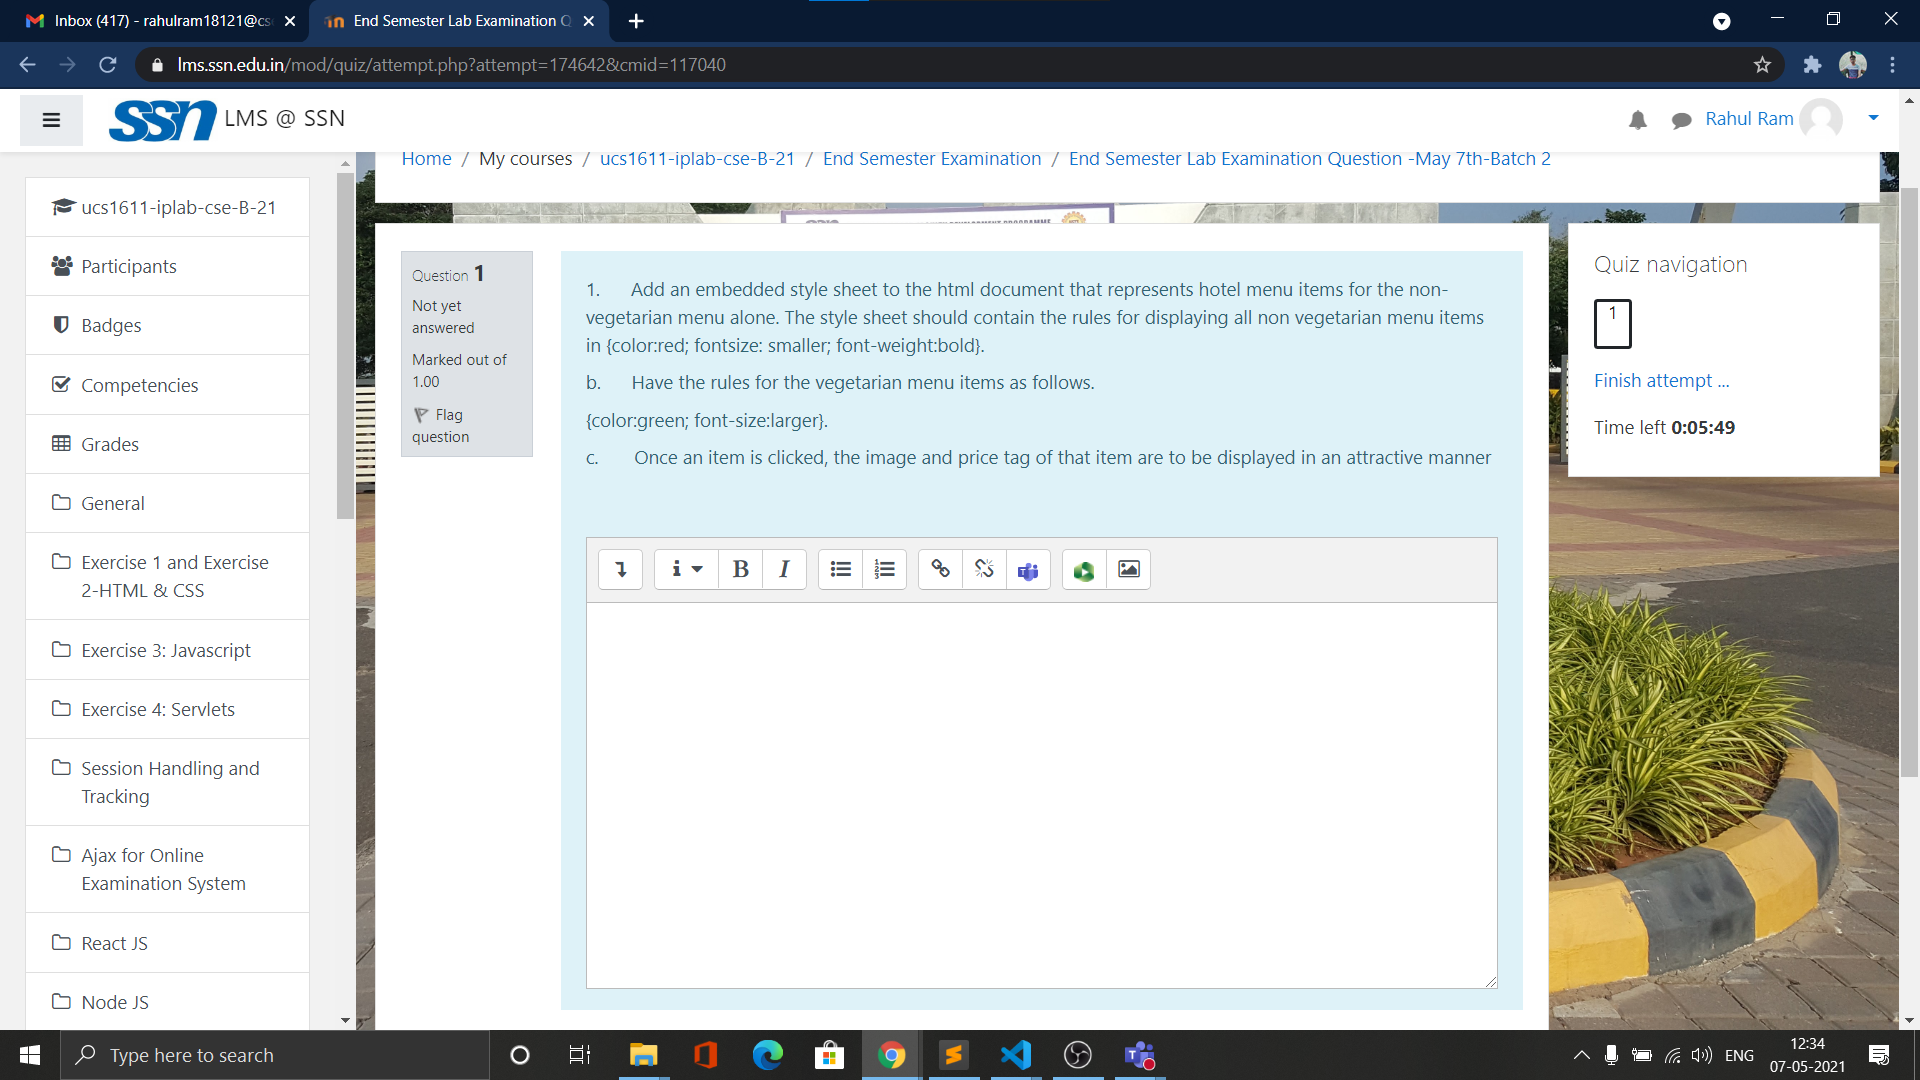 Inbox (417) - rahulram18121@cs
End Semester Lab Examination Q
lms.ssn.edu.in/mod/quiz/attempt.php?attempt=174642&cmid=117040
ssn LMS @ SSN
Rahul Ram
Home / My courses / ucs1611-iplab-cse-B-21 / End Semester Examination / End Semester Lab Examination Question -May 7th-Batch 2
ucs1611-iplab-cse-B-21
Participants
Badges
Competencies
Grades
General
Exercise 1 and Exercise
2-HTML & CSS
Exercise 3: Javascript
Exercise 4: Servlets
Session Handling and
Tracking
Ajax for Online
Examination System
React JS
Node JS
Question 1
Not yet
answered
Marked out of
1.00
Flag
question
1. Add an embedded style sheet to the html document that represents hotel menu items for the non-
vegetarian menu alone. The style sheet should contain the rules for displaying all non vegetarian menu items
in {color:red; fontsize: smaller; font-weight:bold}.
b. Have the rules for the vegetarian menu items as follows.
{color:green; font-size:larger}.
c. Once an item is clicked, the image and price tag of that item are to be displayed in an attractive manner
B I
Quiz navigation
1
Finish attempt ...
Time left 0:05:49
Type here to search
ENG
12:34
07-05-2021